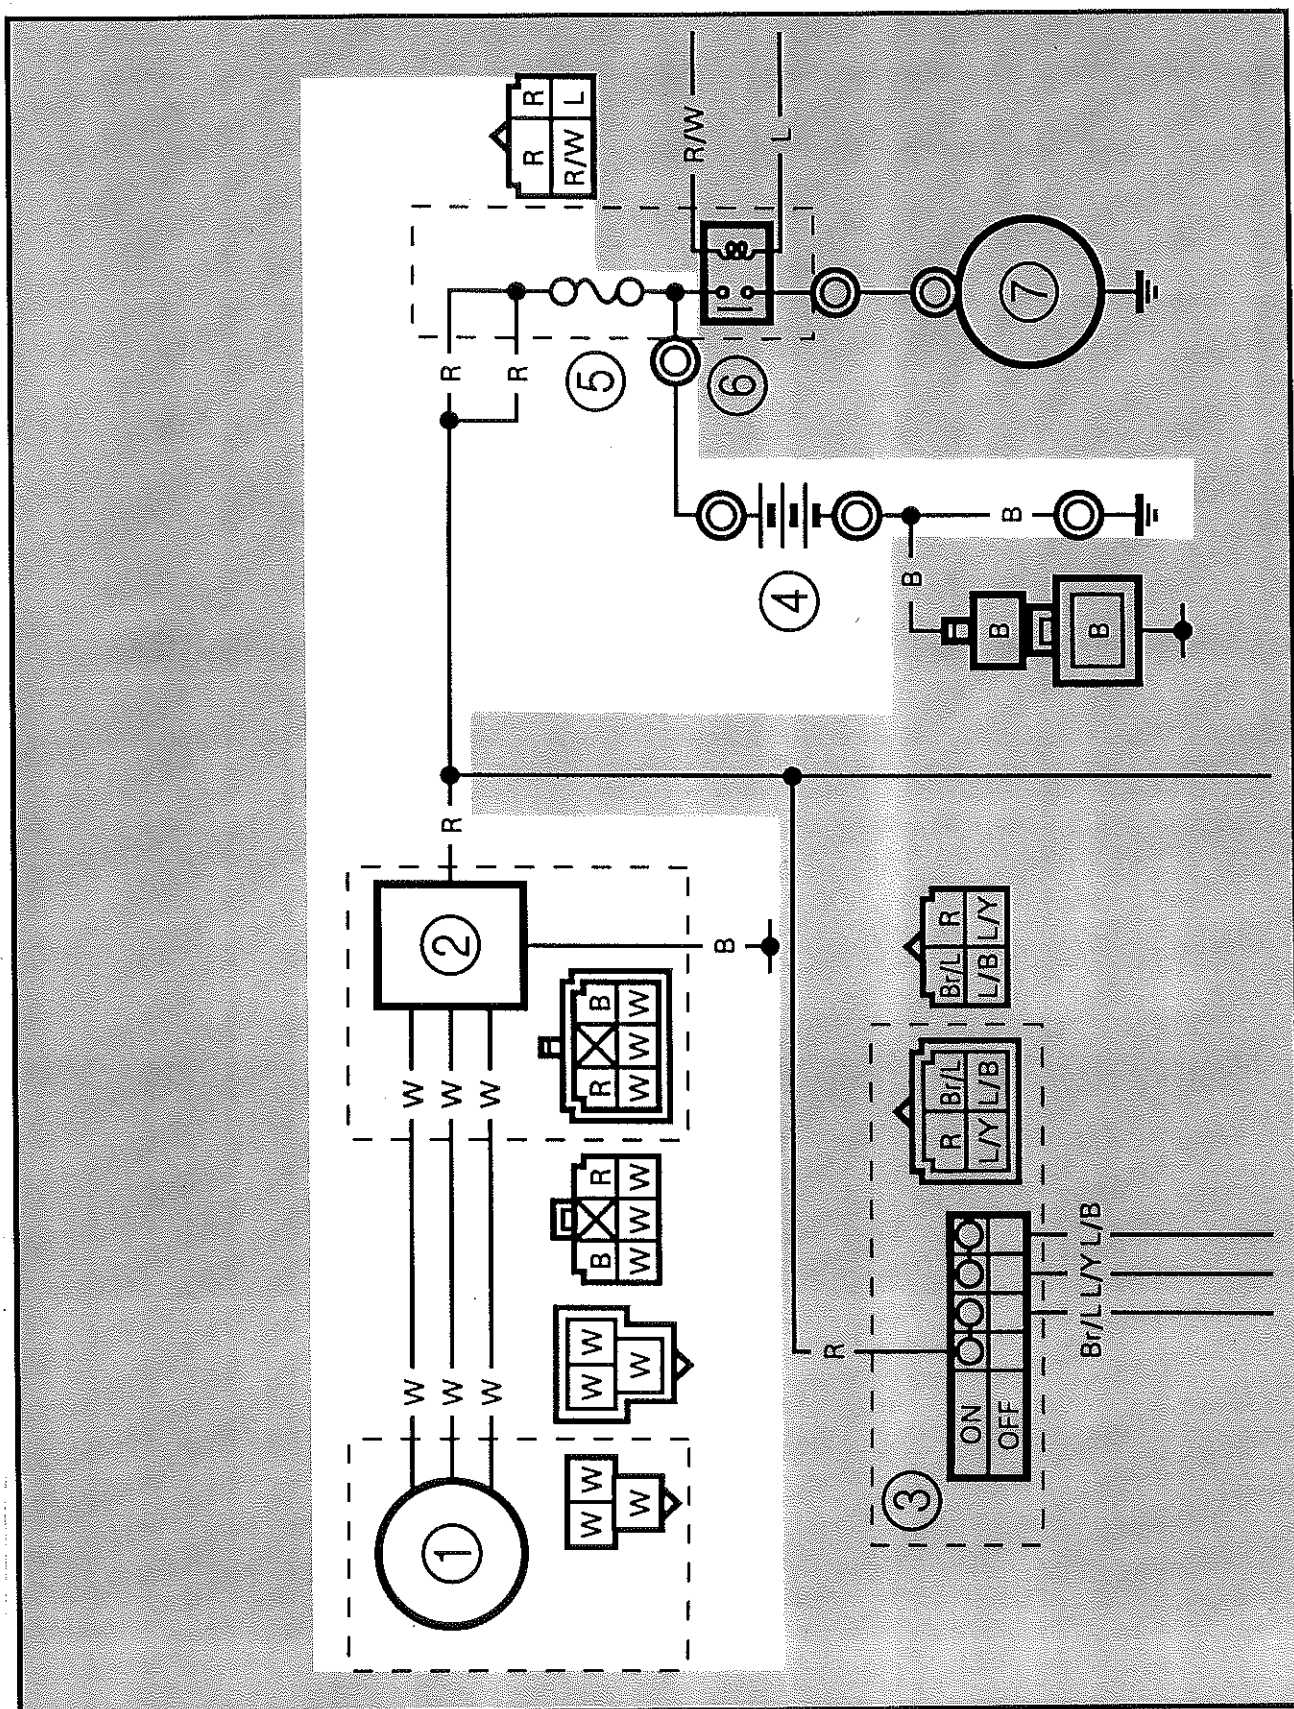 W W
1 W W 2 R R
W W R
R R
R/W L
W W
W
W W
W
B R
W W W
R B
W W W
5
R/W
6
B
L
4
R
3
ON
OFF
R Br/L
L/Y L/B
Br/L R
L/B L/Y
B
B
B
B
7
Br/L L/Y L/B